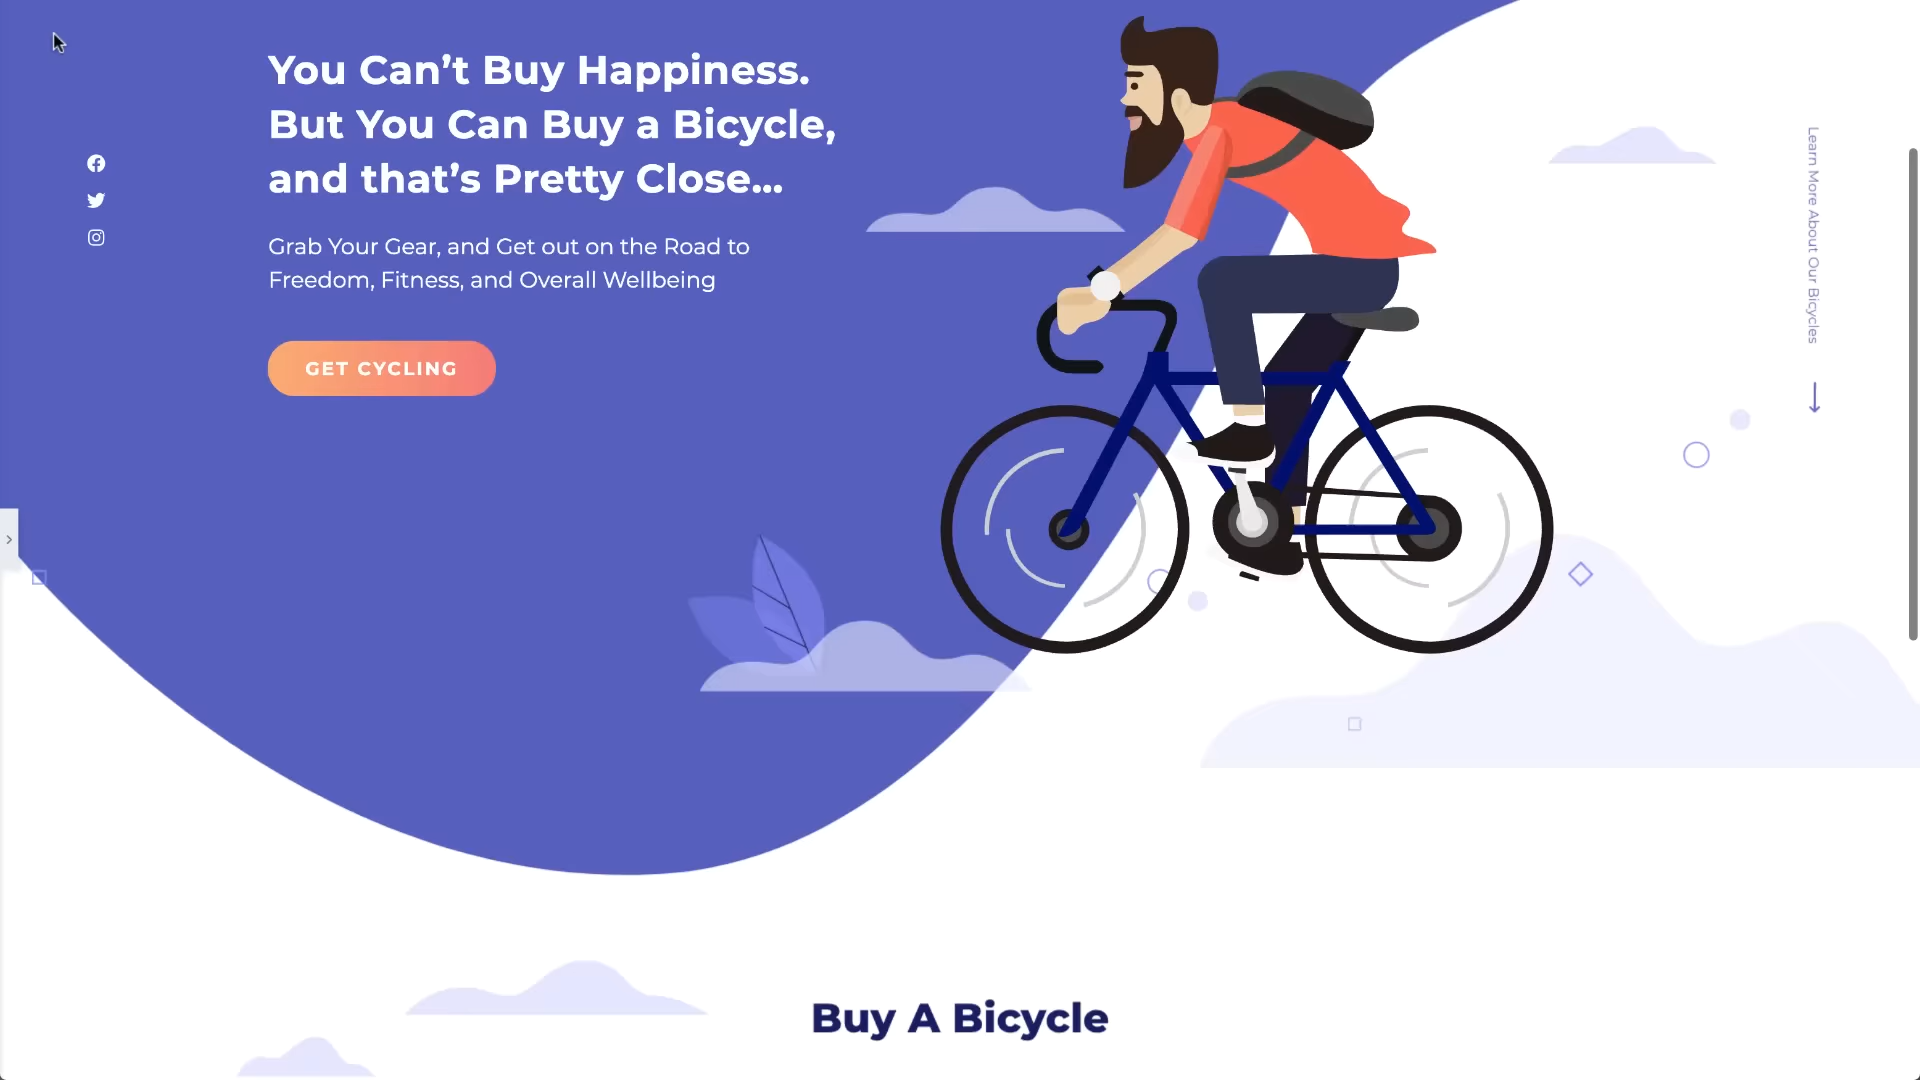 You Can’t Buy Happiness.
But You Can Buy a Bicycle,
and that’s Pretty Close...
Grab Your Gear, and Get out on the Road to
Freedom, Fitness, and Overall Wellbeing
GET CYCLING
Learn More About Our Bicycles
Buy A Bicycle